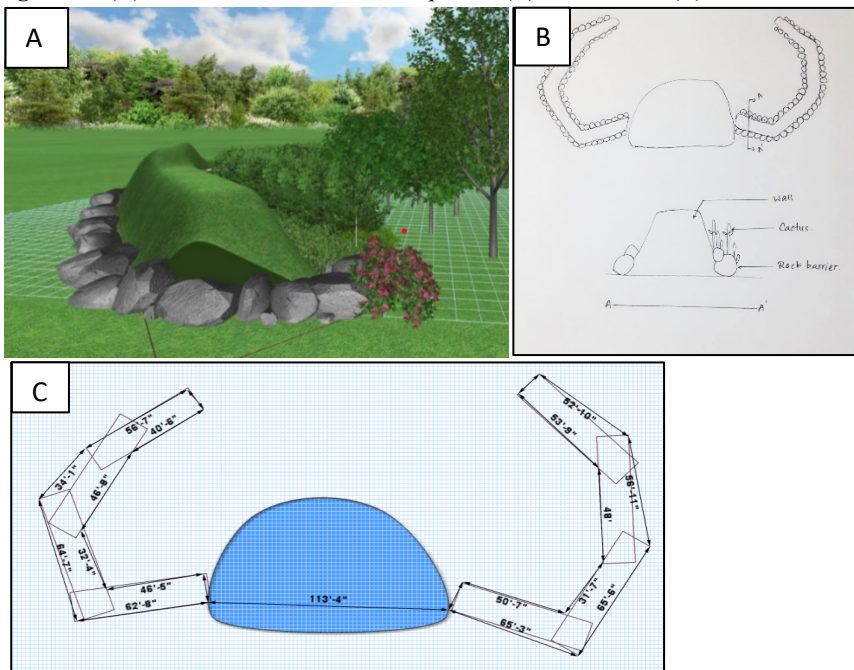 A
B
A
A'
Wall
Cactus.
Rock barrier.
A
A'
C
56'-7"
40'-6"
34'-1"
46'-8"
64'-7"
32'-4"
46'-5"
62'-8"
113'-4"
52'-10"
53'-9"
56'-11"
48'
31'-7"
65'-6"
50'-7"
65'-3"